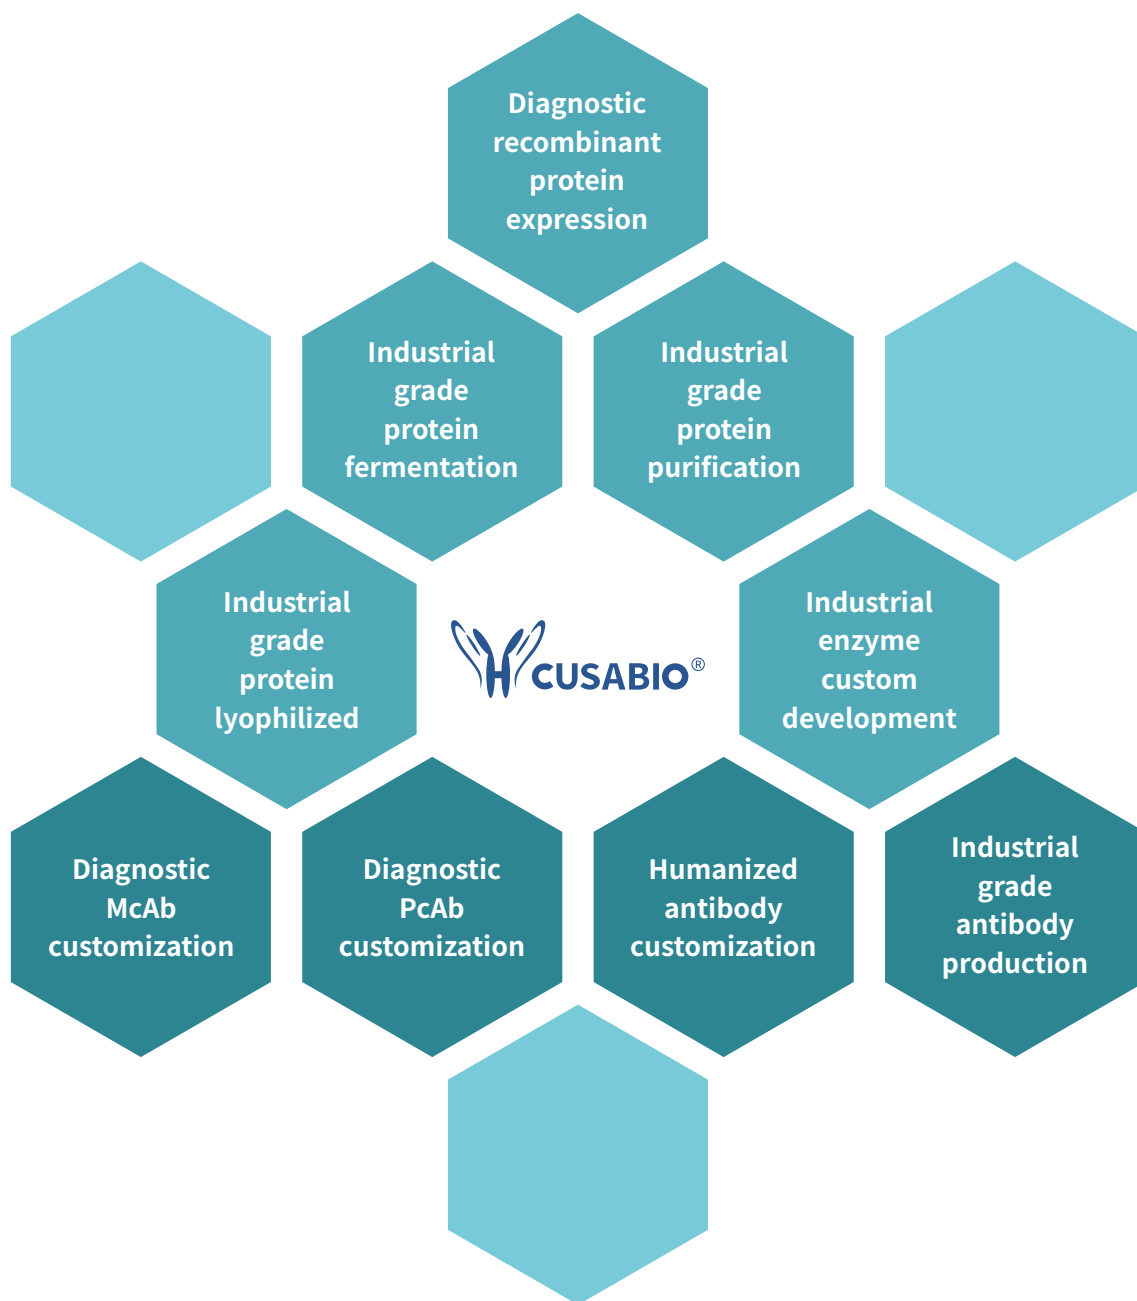 Diagnostic
recombinant
protein
expression
Industrial
grade
protein
fermentation
Industrial
grade
protein
purification
Industrial
grade
protein
lyophilized
CUSABIO®
Industrial
enzyme
custom
development
Diagnostic
McAb
customization
Diagnostic
PcAb
customization
Humanized
antibody
customization
Industrial
grade
antibody
production